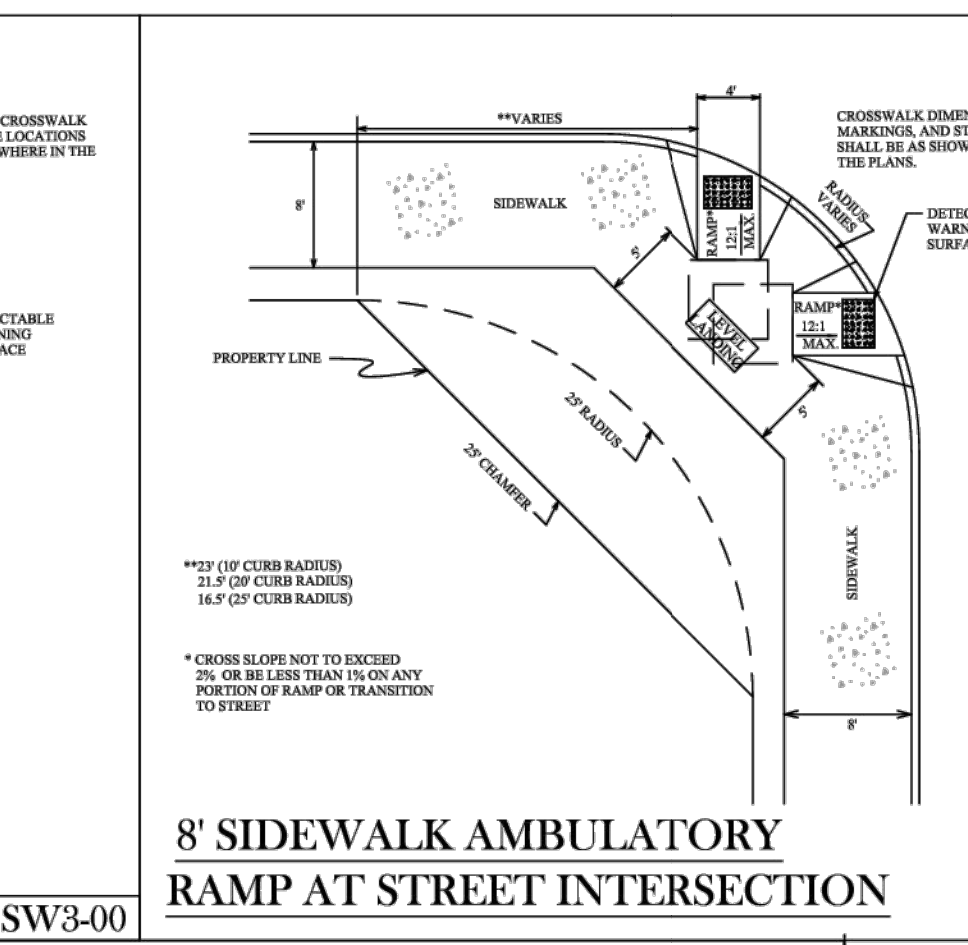 CROSSWALK
LOCATIONS
WHERE IN THE
CTABLE
NING
ACE
SW3-00
4'
**VARIES
CROSSWALK DIMEN
MARKINGS, AND ST
SHALL BE AS SHOW
THE PLANS.
8'
SIDEWALK
RAMP*
12:1
MAX.
RADIUS
VARIES
DETEC
WARN
SURFA
5'
LEVEL
LANDING
RAMP*
12:1
MAX.
PROPERTY LINE
25' RADIUS
5'
25' CHAMFER
SIDEWALK
**23' (10' CURB RADIUS)
21.5' (20' CURB RADIUS)
16.5' (25' CURB RADIUS)
* CROSS SLOPE NOT TO EXCEED
2% OR BE LESS THAN 1% ON ANY
PORTION OF RAMP OR TRANSITION
TO STREET
8'
8' SIDEWALK AMBULATORY
RAMP AT STREET INTERSECTION